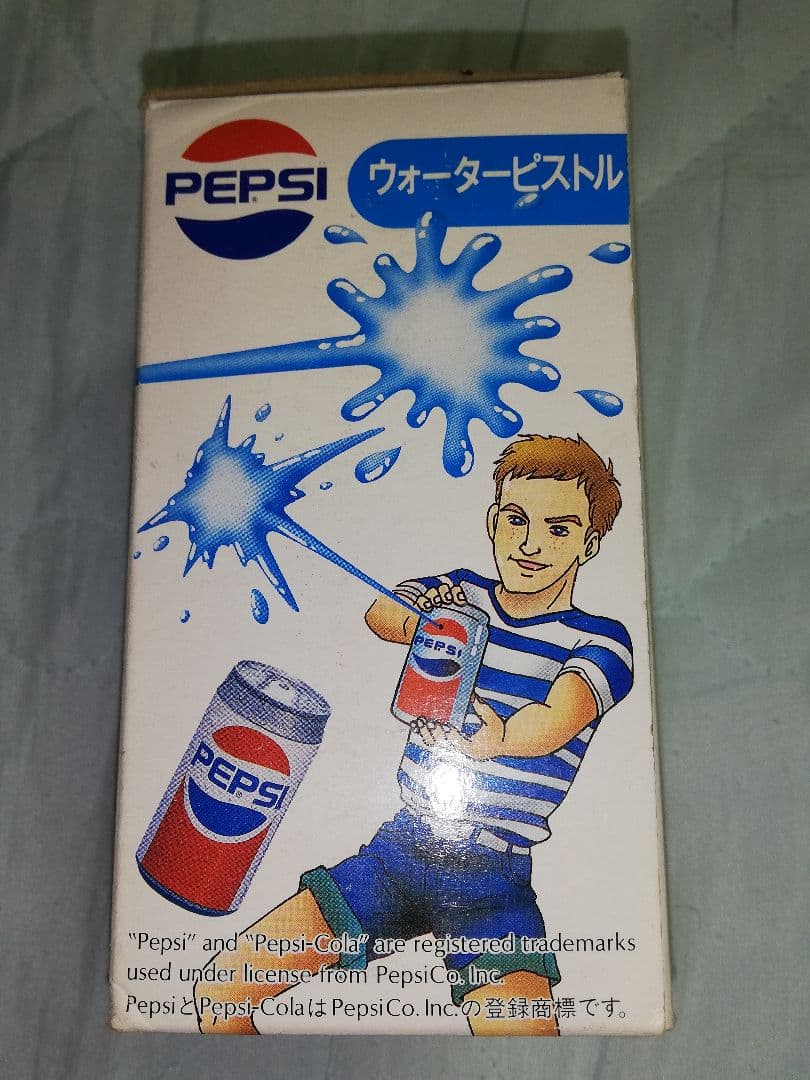 PEPSI®
ウォーターピストル
PEPSI
PEPSI®
"Pepsi" and "Pepsi-Cola" are registered trademarks
used under license from PepsiCo. Inc.
PepsiとPepsi-ColaはPepsiCo. Inc.の登録商標です。